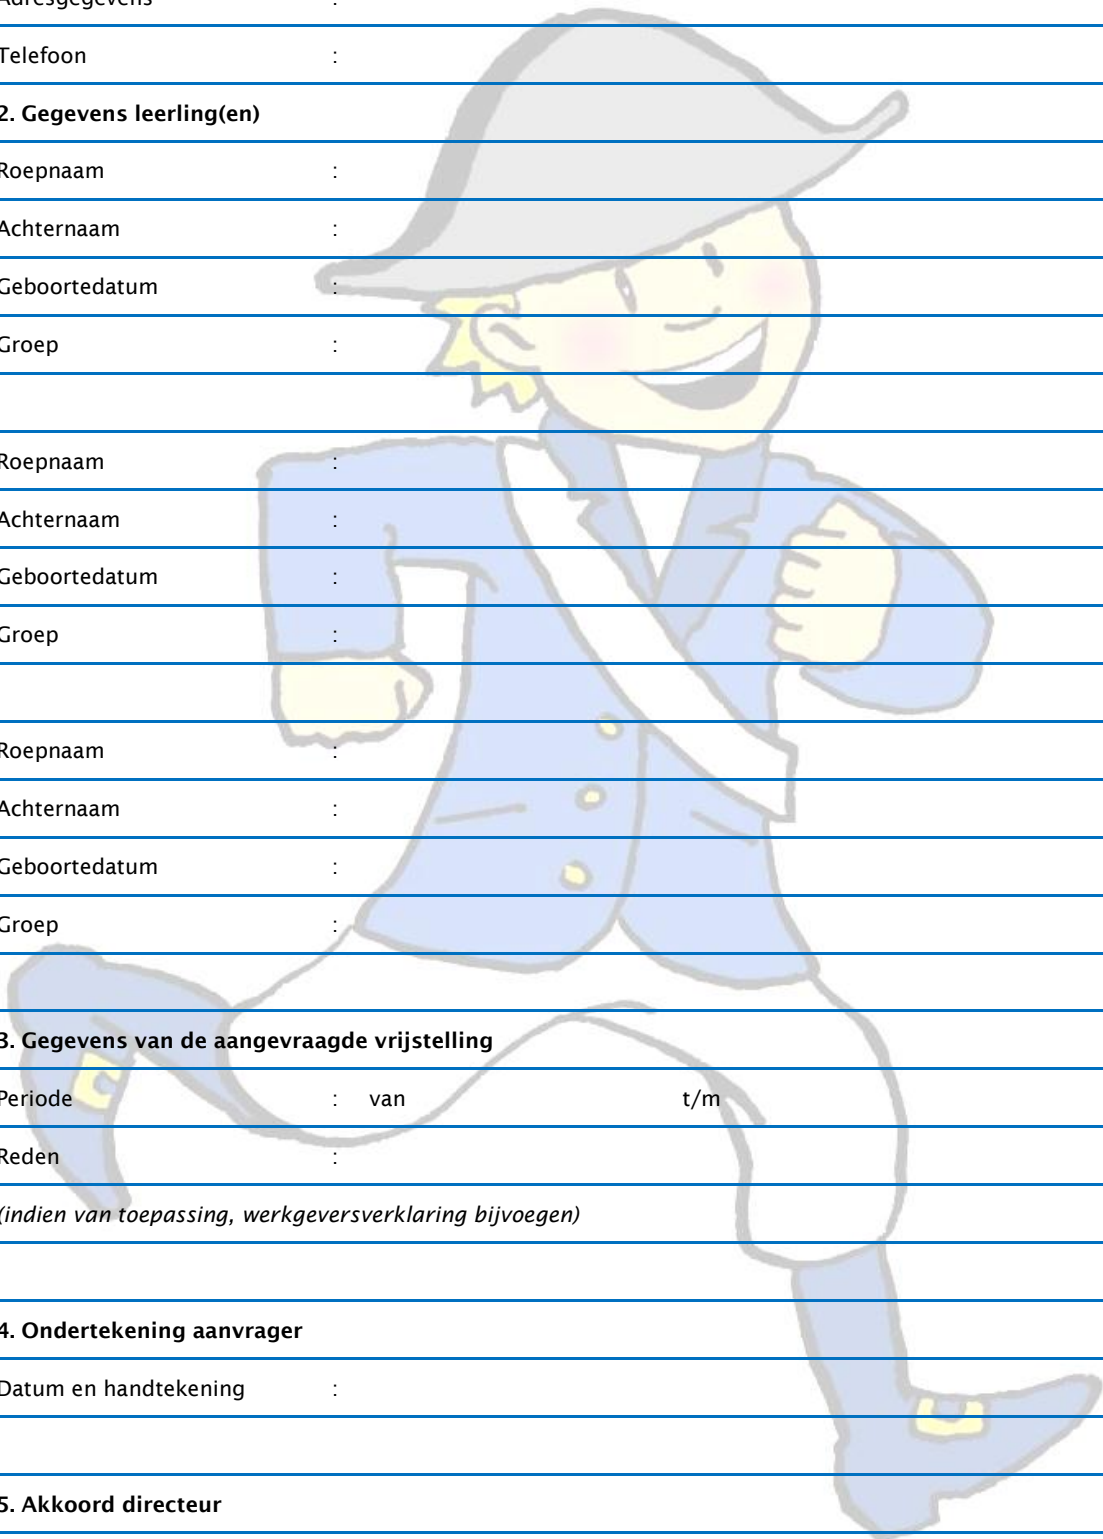 Adresgegevens :
Telefoon :
2. Gegevens leerling(en)
Roepnaam :
Achternaam :
Geboortedatum :
Groep :
Roepnaam :
Achternaam :
Geboortedatum :
Groep :
Roepnaam :
Achternaam :
Geboortedatum :
Groep :
3. Gegevens van de aangevraagde vrijstelling
Periode : van t/m
Reden :
(indien van toepassing, werkgeversverklaring bijvoegen)
4. Ondertekening aanvrager
Datum en handtekening :
5. Akkoord directeur